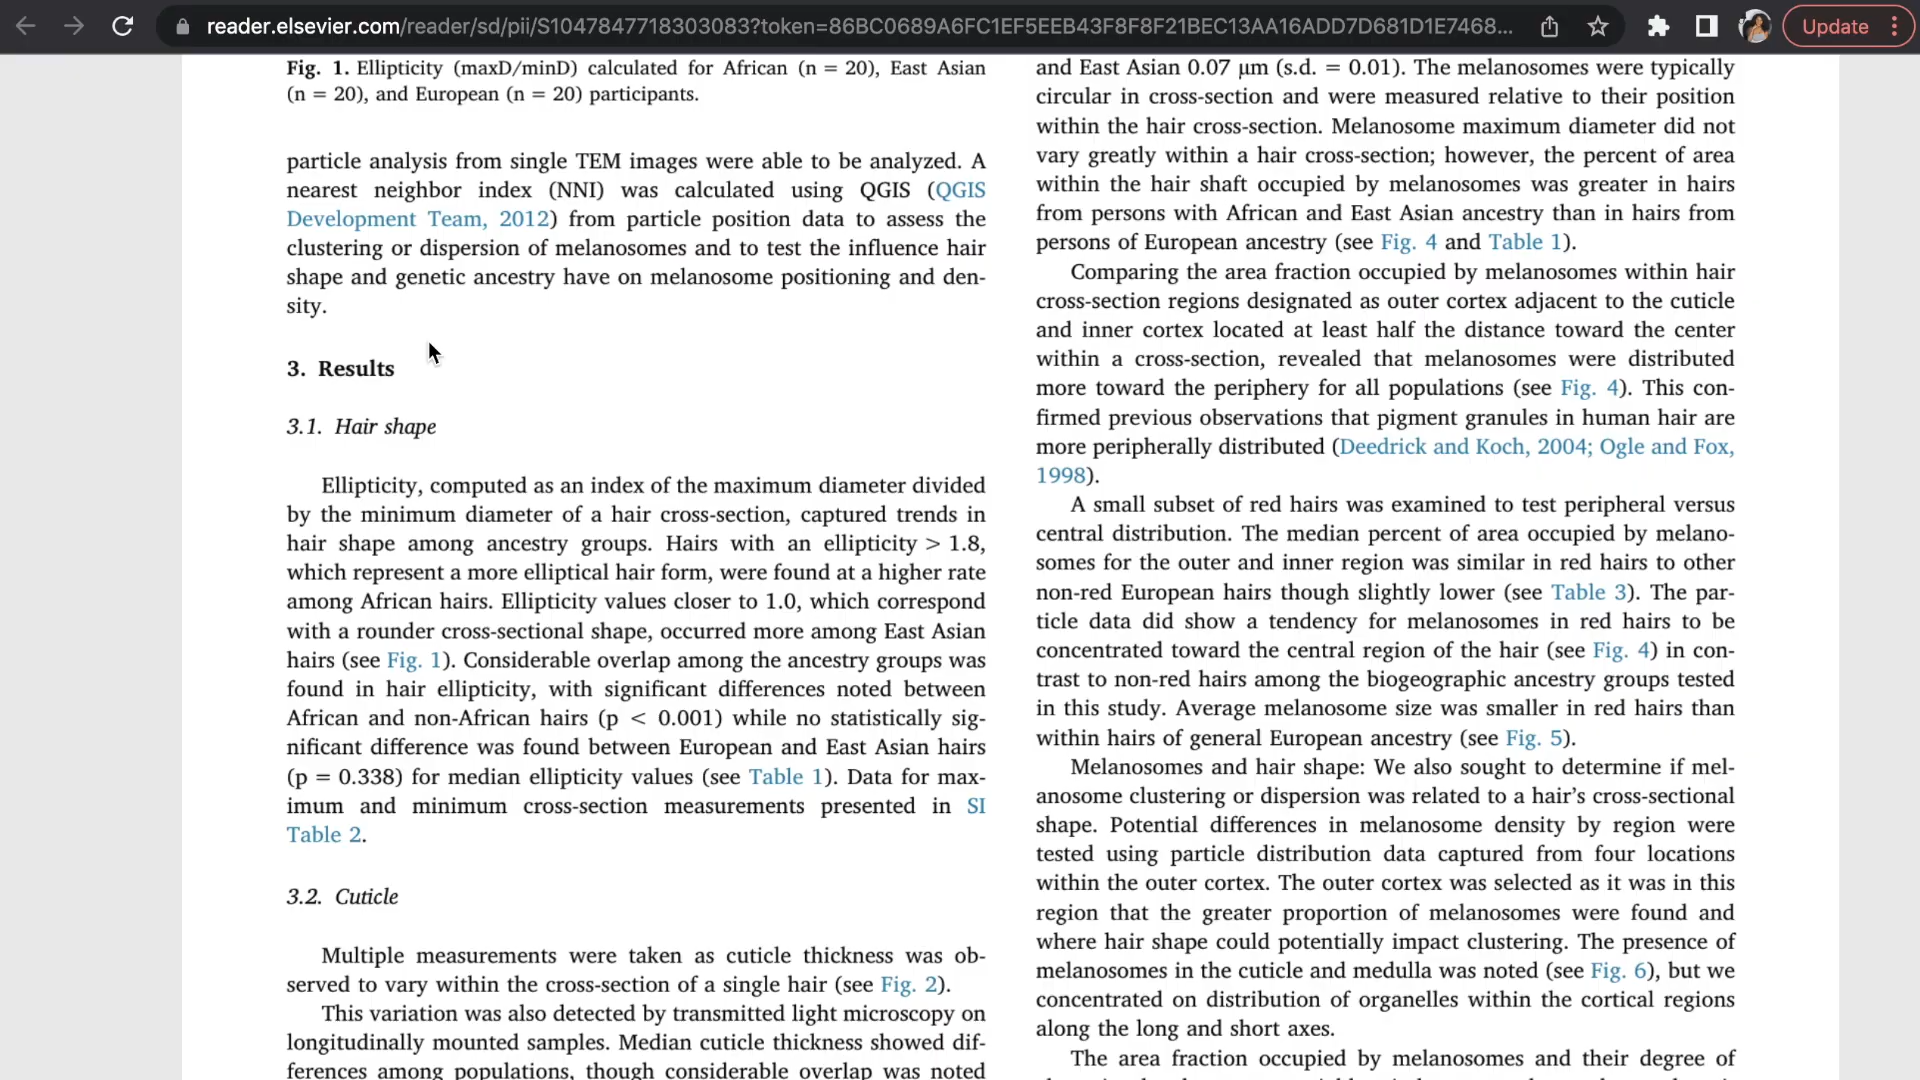 reader.elsevier.com/reader/sd/pii/S1047847718303083?token=86BC0689A6FC1EF5EEB43F8F8F21BEC13AA16ADD7D681D1E7468...
Update
Fig. 1. Ellipticity (maxD/minD) calculated for African (n = 20), East Asian
(n = 20), and European (n = 20) participants.
particle analysis from single TEM images were able to be analyzed. A
nearest neighbor index (NNI) was calculated using QGIS (QGIS
Development Team, 2012) from particle position data to assess the
clustering or dispersion of melanosomes and to test the influence hair
shape and genetic ancestry have on melanosome positioning and den-
sity.
3. Results
3.1. Hair shape
Ellipticity, computed as an index of the maximum diameter divided
by the minimum diameter of a hair cross-section, captured trends in
hair shape among ancestry groups. Hairs with an ellipticity > 1.8,
which represent a more elliptical hair form, were found at a higher rate
among African hairs. Ellipticity values closer to 1.0, which correspond
with a rounder cross-sectional shape, occurred more among East Asian
hairs (see Fig. 1). Considerable overlap among the ancestry groups was
found in hair ellipticity, with significant differences noted between
African and non-African hairs (p < 0.001) while no statistically sig-
nificant difference was found between European and East Asian hairs
(p = 0.338) for median ellipticity values (see Table 1). Data for max-
imum and minimum cross-section measurements presented in SI
Table 2.
3.2. Cuticle
Multiple measurements were taken as cuticle thickness was ob-
served to vary within the cross-section of a single hair (see Fig. 2).
This variation was also detected by transmitted light microscopy on
longitudinally mounted samples. Median cuticle thickness showed dif-
ferences among populations, though considerable overlap was noted
and East Asian 0.07 μm (s.d. = 0.01). The melanosomes were typically
circular in cross-section and were measured relative to their position
within the hair cross-section. Melanosome maximum diameter did not
vary greatly within a hair cross-section; however, the percent of area
within the hair shaft occupied by melanosomes was greater in hairs
from persons with African and East Asian ancestry than in hairs from
persons of European ancestry (see Fig. 4 and Table 1).
Comparing the area fraction occupied by melanosomes within hair
cross-section regions designated as outer cortex adjacent to the cuticle
and inner cortex located at least half the distance toward the center
within a cross-section, revealed that melanosomes were distributed
more toward the periphery for all populations (see Fig. 4). This con-
firmed previous observations that pigment granules in human hair are
more peripherally distributed (Deedrick and Koch, 2004; Ogle and Fox,
1998).
A small subset of red hairs was examined to test peripheral versus
central distribution. The median percent of area occupied by melano-
somes for the outer and inner region was similar in red hairs to other
non-red European hairs though slightly lower (see Table 3). The par-
ticle data did show a tendency for melanosomes in red hairs to be
concentrated toward the central region of the hair (see Fig. 4) in con-
trast to non-red hairs among the biogeographic ancestry groups tested
in this study. Average melanosome size was smaller in red hairs than
within hairs of general European ancestry (see Fig. 5).
Melanosomes and hair shape: We also sought to determine if mel-
anosome clustering or dispersion was related to a hair's cross-sectional
shape. Potential differences in melanosome density by region were
tested using particle distribution data captured from four locations
within the outer cortex. The outer cortex was selected as it was in this
region that the greater proportion of melanosomes were found and
where hair shape could potentially impact clustering. The presence of
melanosomes in the cuticle and medulla was noted (see Fig. 6), but we
concentrated on distribution of organelles within the cortical regions
along the long and short axes.
The area fraction occupied by melanosomes and their degree of